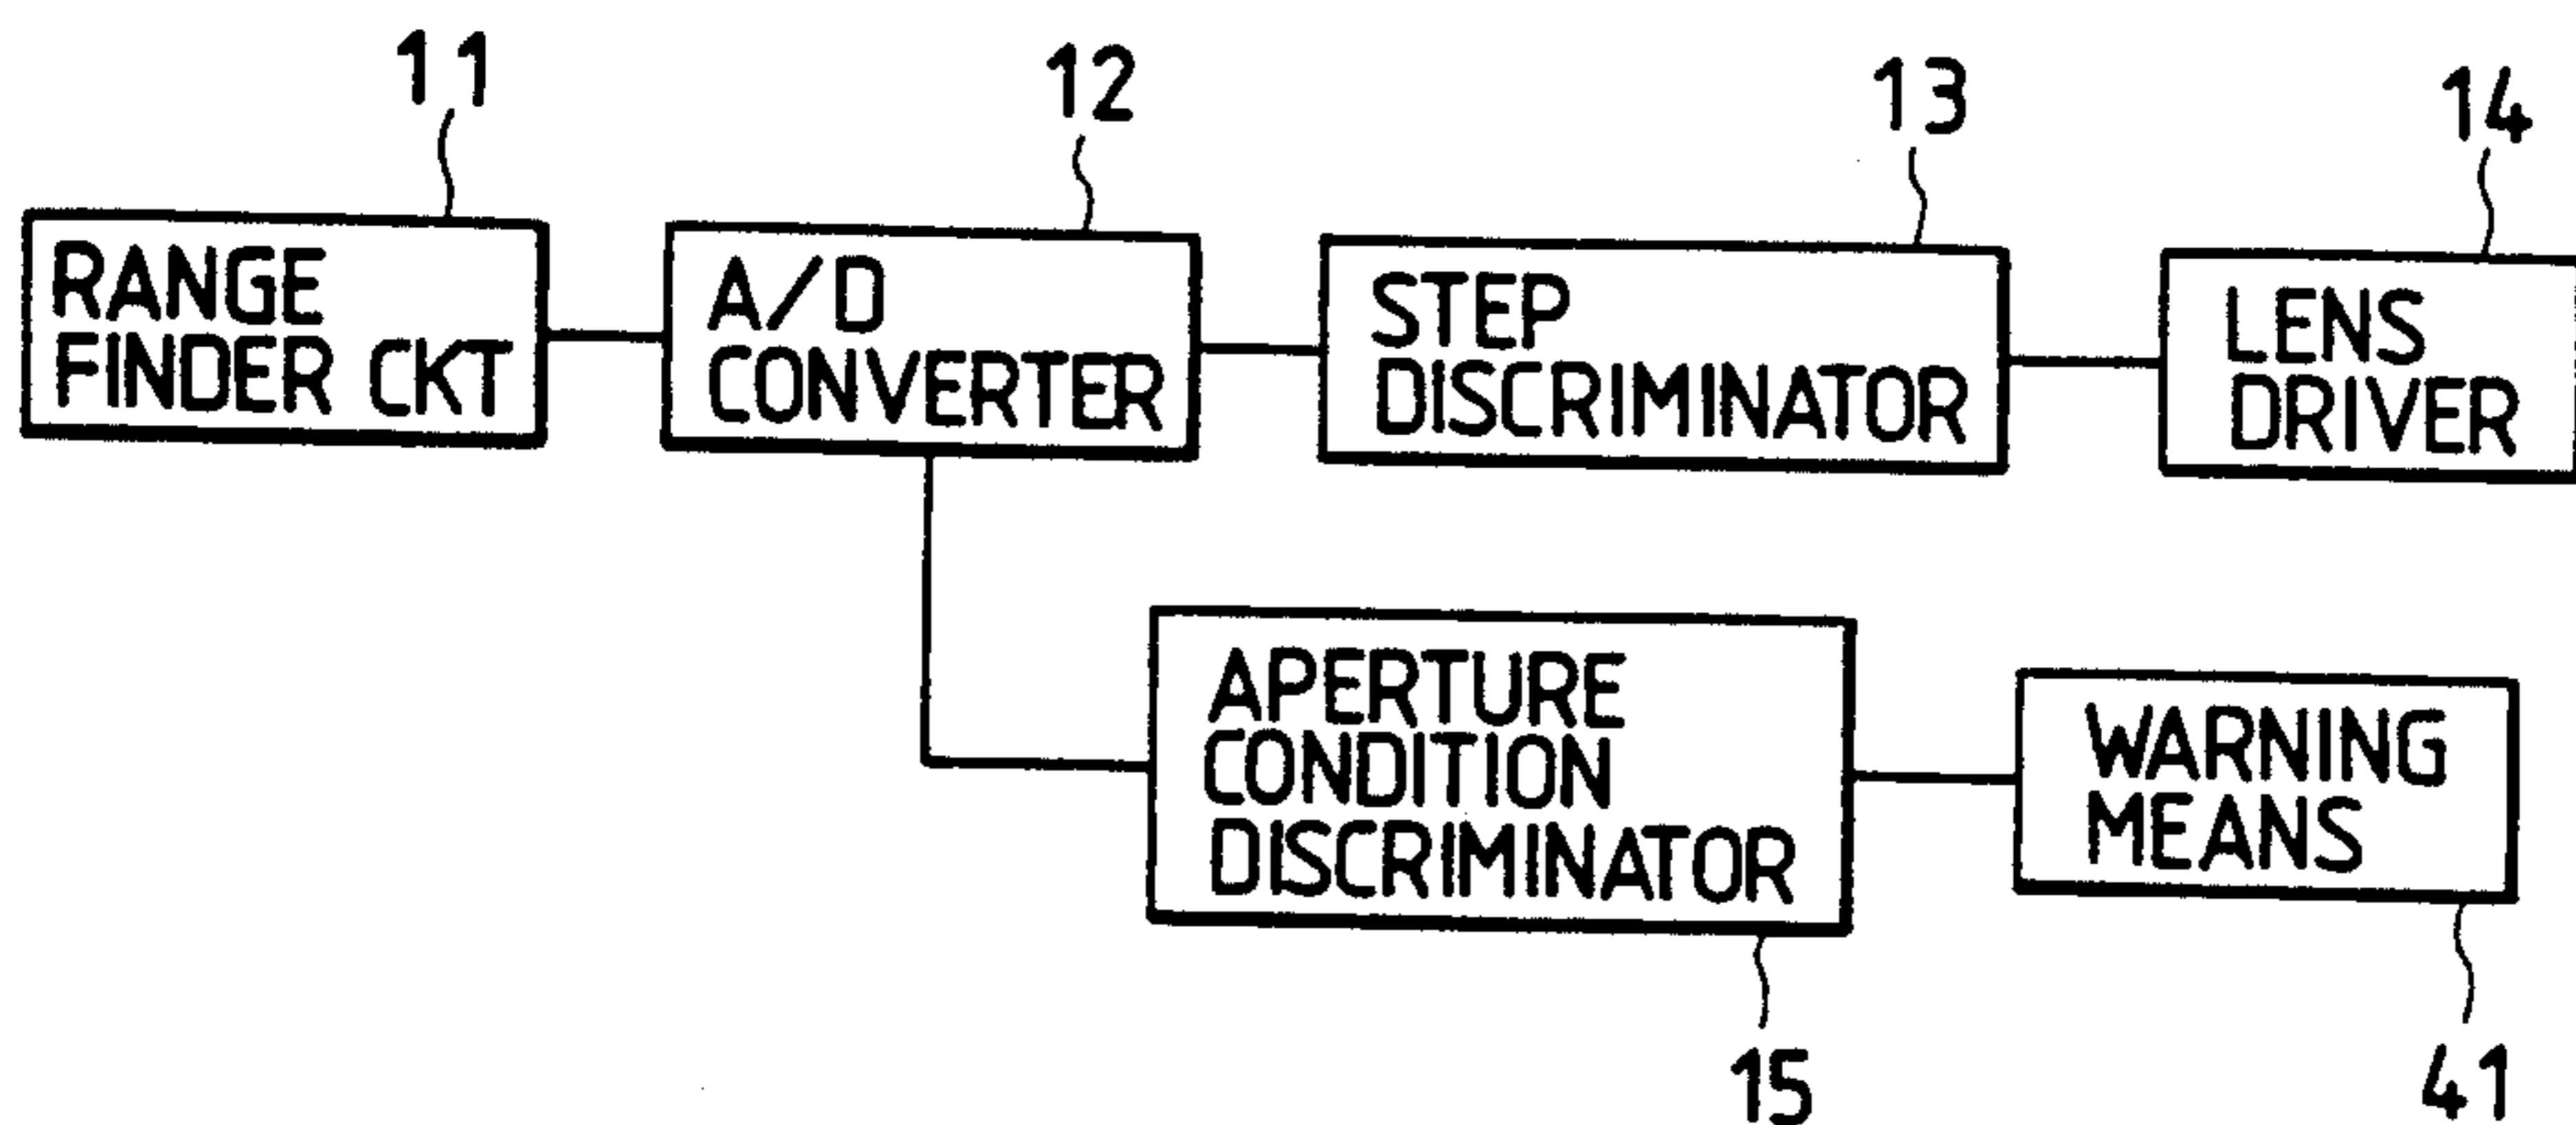 11
12
13
14
RANGE
FINDER CKT
A/D
CONVERTER
STEP
DISCRIMINATOR
LENS
DRIVER
APERTURE
CONDITION
DISCRIMINATOR
WARNING
MEANS
15
41